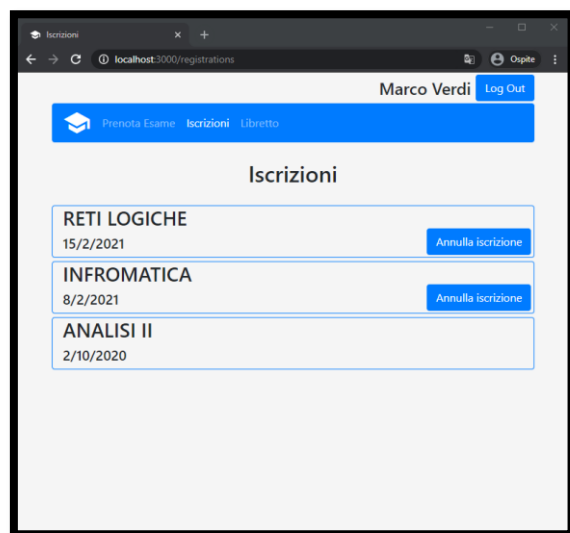 Iscrizioni
localhost:3000/registrations
Ospite
Marco Verdi Log Out
Prenota Esame Iscrizioni Libretto
Iscrizioni
RETI LOGICHE
15/2/2021 Annulla iscrizione
INFROMATICA
8/2/2021 Annulla iscrizione
ANALISI II
2/10/2020